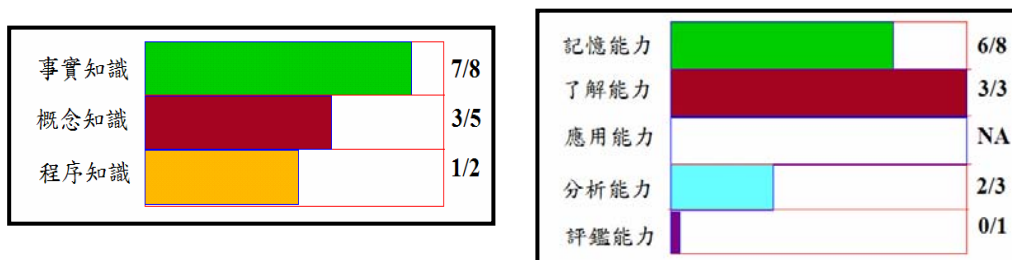 事實知識 7/8
概念知識 3/5
程序知識 1/2
記憶能力 6/8
了解能力 3/3
應用能力 NA
分析能力 2/3
評鑑能力 0/1